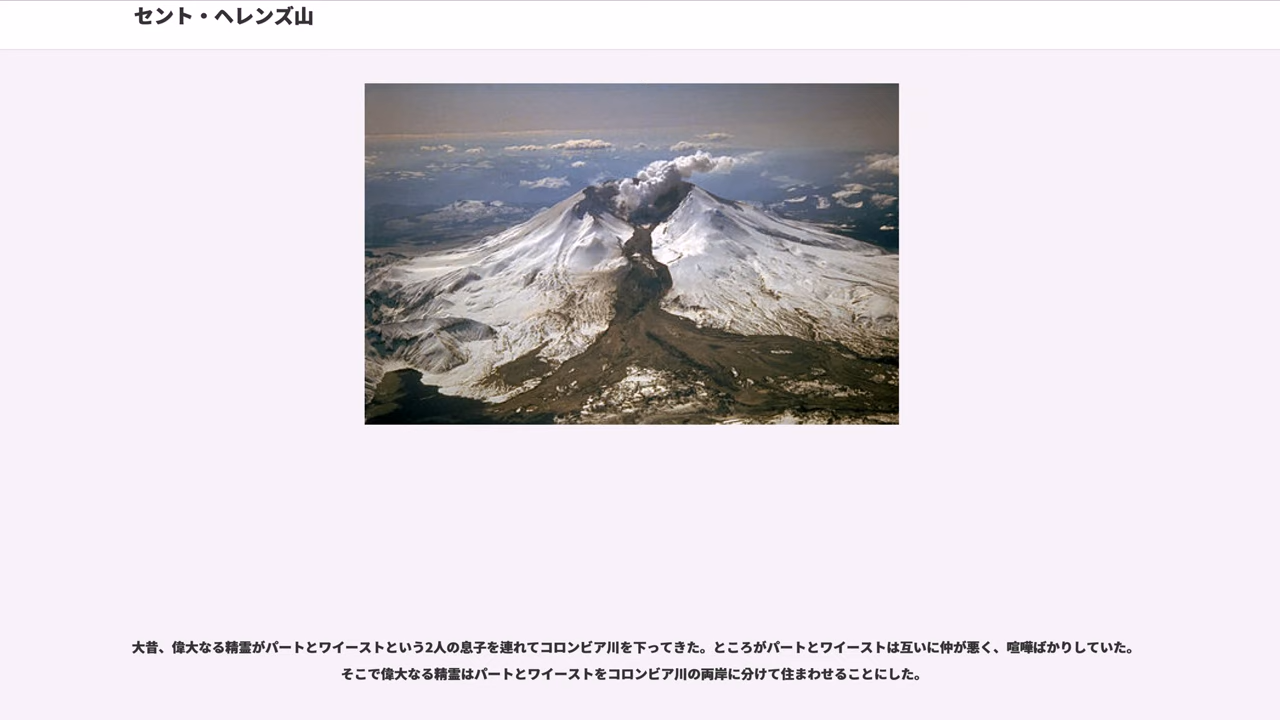 セント・ヘレンズ山
大昔、偉大なる精霊がパートとワイーストという2人の息子を連れてコロンビア川を下ってきた。ところがパートとワイーストは互いに仲が悪く、喧嘩ばかりしていた。
そこで偉大なる精霊はパートとワイーストをコロンビア川の両岸に分けて住まわせることにした。